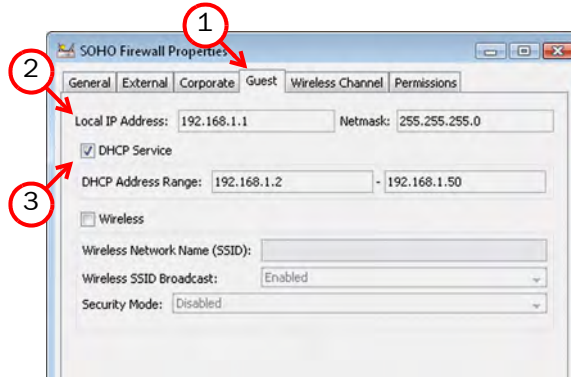 1
SOHO Firewall Properties
2
General External Corporate Guest Wireless Channel Permissions
Local IP Address: 192.168.1.1 Netmask: 255.255.255.0
DHCP Service
3
DHCP Address Range: 192.168.1.2 - 192.168.1.50
Wireless
Wireless Network Name (SSID):
Wireless SSID Broadcast: Enabled
Security Mode: Disabled